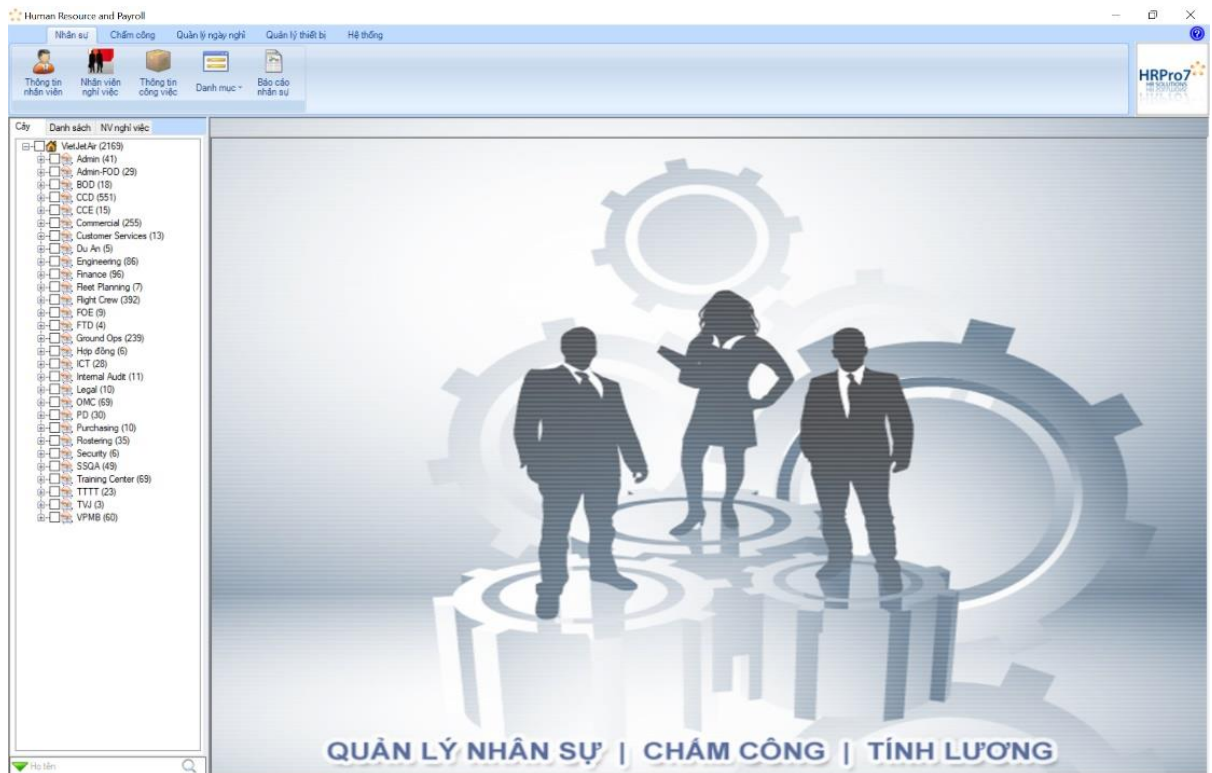 Human Resource and Payroll
Nhân sự Chấm công Quản lý ngày nghỉ Quản lý thiết bị Hệ thống
Thông tin nhân viên
Nhân viên nghỉ việc
Thông tin công việc
Danh mục
Báo cáo nhân sự
HRPro7
HR SOLUTIONS
Cây Danh sách NV nghỉ việc
VietJetAir (2169)
Admin (41)
Admin-FOD (29)
BOD (18)
CCD (551)
CCE (15)
Commercial (255)
Customer Services (13)
Du An (5)
Engineering (86)
Finance (96)
Fleet Planning (7)
Flight Crew (392)
FOE (9)
FTD (4)
Ground Ops (239)
Hợp đồng (6)
ICT (28)
Internal Audit (11)
Legal (10)
OMC (69)
PD (30)
Purchasing (10)
Rostering (35)
Security (6)
SSQA (49)
Training Center (69)
TTTT (23)
TVJ (3)
VPMB (60)
QUẢN LÝ NHÂN SỰ | CHẤM CÔNG | TÍNH LƯƠNG
Họ tên